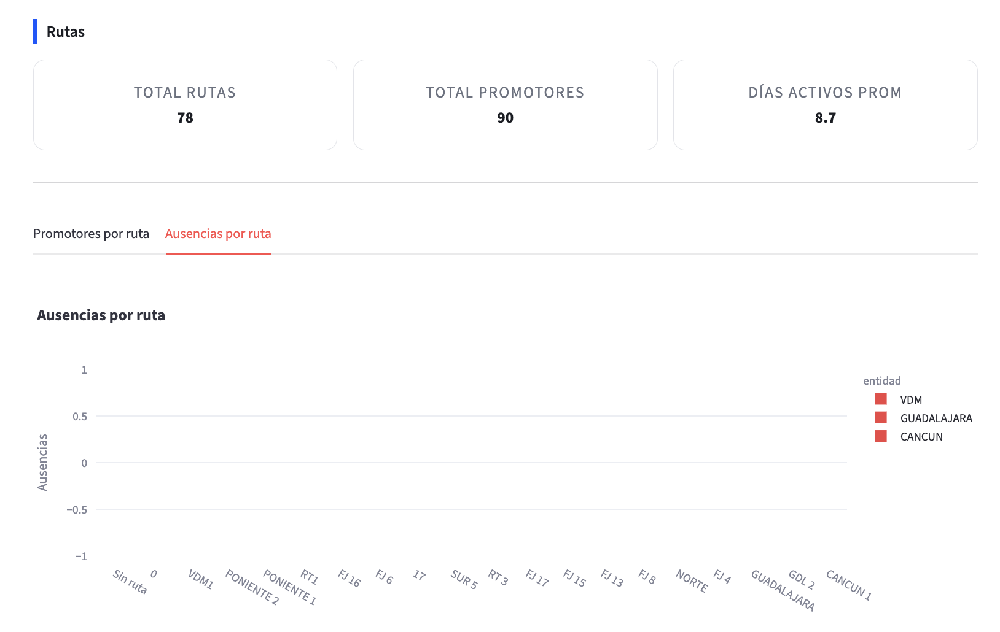 Rutas
TOTAL RUTAS
78
TOTAL PROMOTORES
90
DÍAS ACTIVOS PROM
8.7
Promotores por ruta
Ausencias por ruta
Ausencias por ruta
1
0.5
0
−0.5
−1
Ausencias
Sin ruta
0
VDM1
PONIENTE 2
PONIENTE 1
RT1
FJ 16
FJ 6
17
SUR 5
RT 3
FJ 17
FJ 15
FJ 13
FJ 8
NORTE
FJ 4
GUADALAJARA
GDL 2
CANCUN 1
entidad
VDM
GUADALAJARA
CANCUN